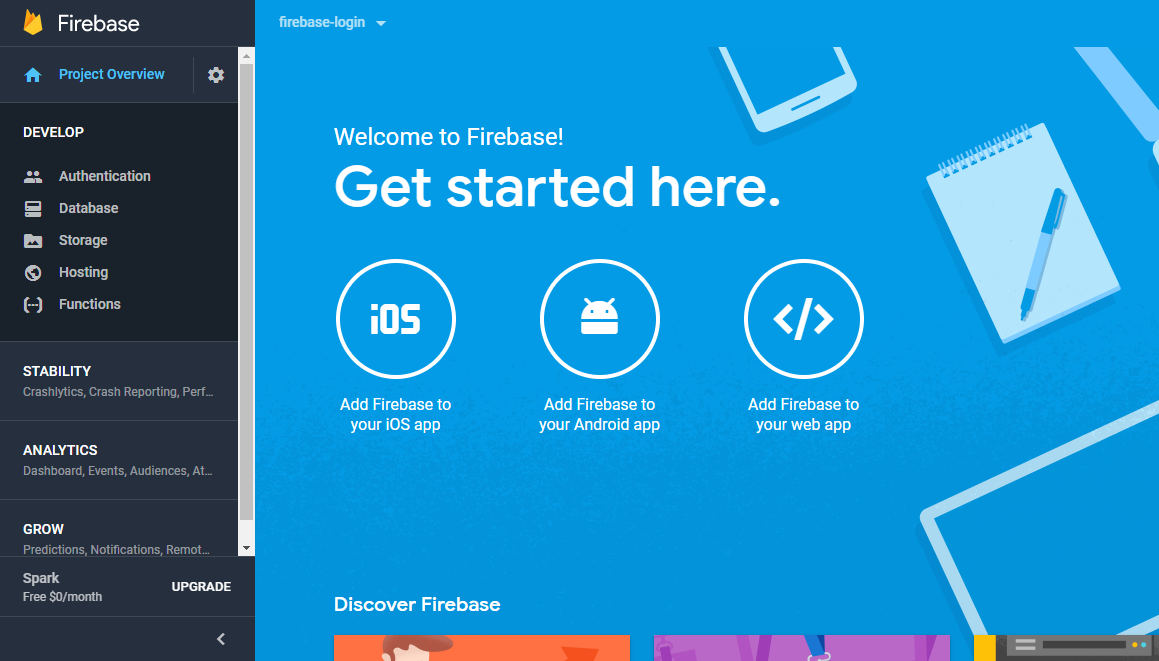 Firebase
firebase-login
Project Overview
DEVELOP
Authentication
Database
Storage
Hosting
Functions
STABILITY
Crashlytics, Crash Reporting, Perf...
ANALYTICS
Dashboard, Events, Audiences, At...
GROW
Predictions, Notifications, Remot...
Spark
Free $0/month
UPGRADE
Welcome to Firebase!
Get started here.
iOS
Add Firebase to
your iOS app
Add Firebase to
your Android app
</>
Add Firebase to
your web app
Discover Firebase